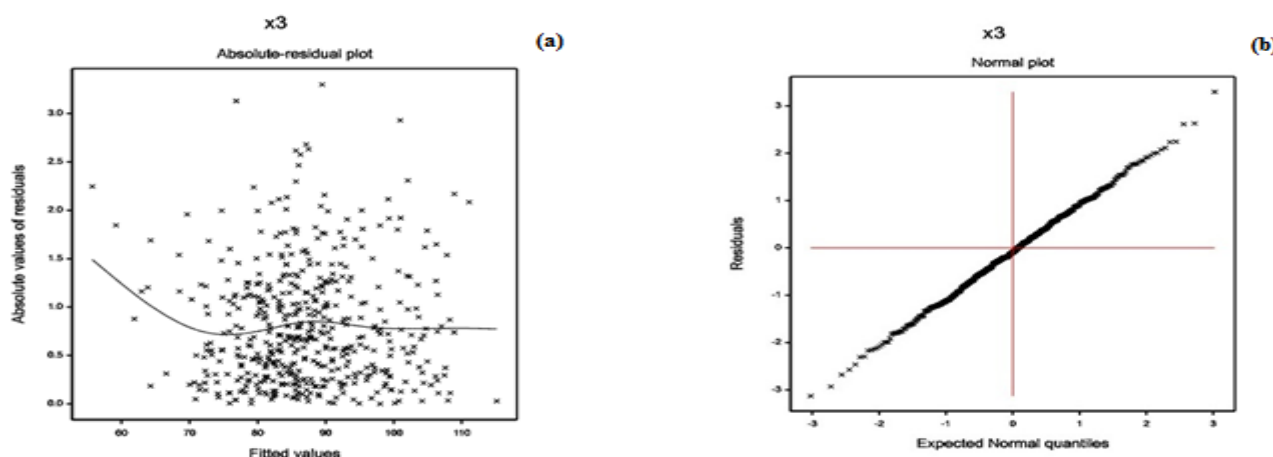 x3
(a)
Absolute-residual plot
Absolute values of residuals
3.0
2.5
2.0
1.5
1.0
0.5
0.0
60 70 80 90 100 110
Fitted values
x3
(b)
Normal plot
Residuals
3
2
1
0
-1
-2
-3
-3 -2 -1 0 1 2 3
Expected Normal quantiles